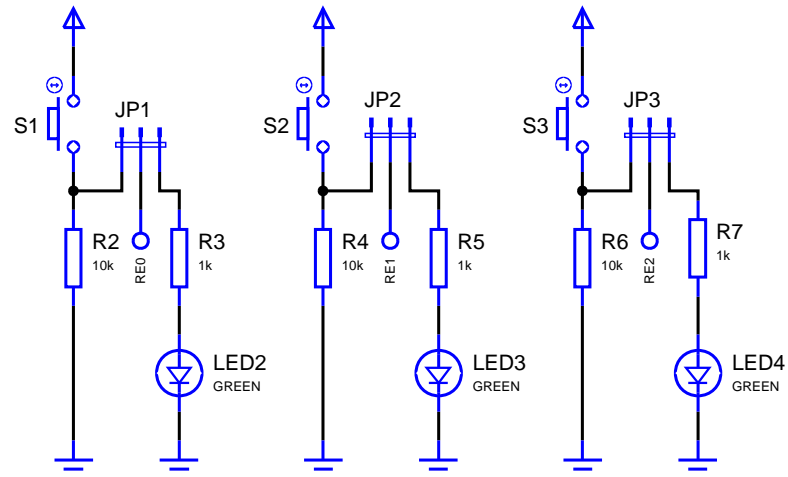 JP1
S1
R2
10k
RE0
R3
1k
LED2
GREEN
JP2
S2
R4
10k
RE1
R5
1k
LED3
GREEN
JP3
S3
R6
10k
RE2
R7
1k
LED4
GREEN